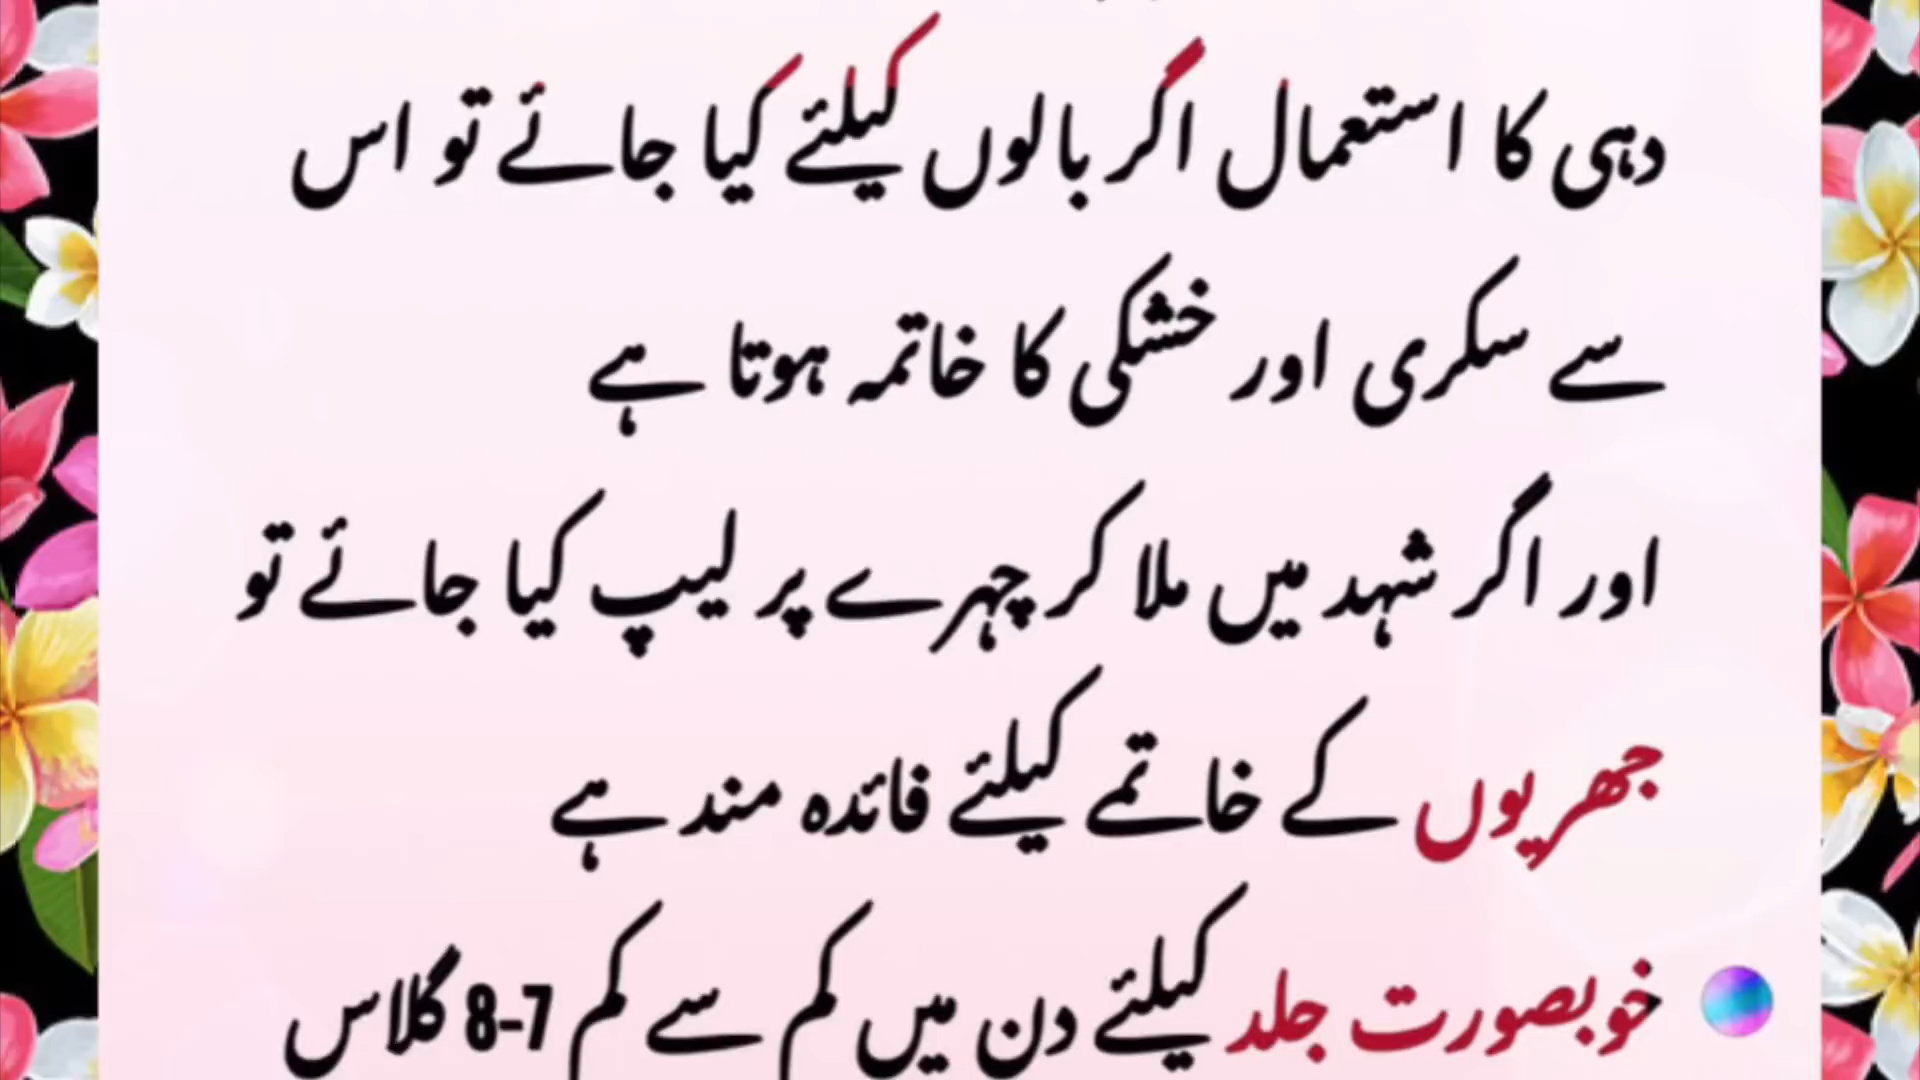 دہی کا استعمال اگر بالوں کیلئے کیا جائے تو اس
سے سکری اور خشکی کا خاتمہ ہوتا ہے
اور اگر شہد میں ملا کر چہرے پر لیپ کیا جائے تو
جھریوں کے خاتمے کیلئے فائدہ مند ہے
خوبصورت جلد کیلئے دن میں کم سے کم 7-8 گلاس